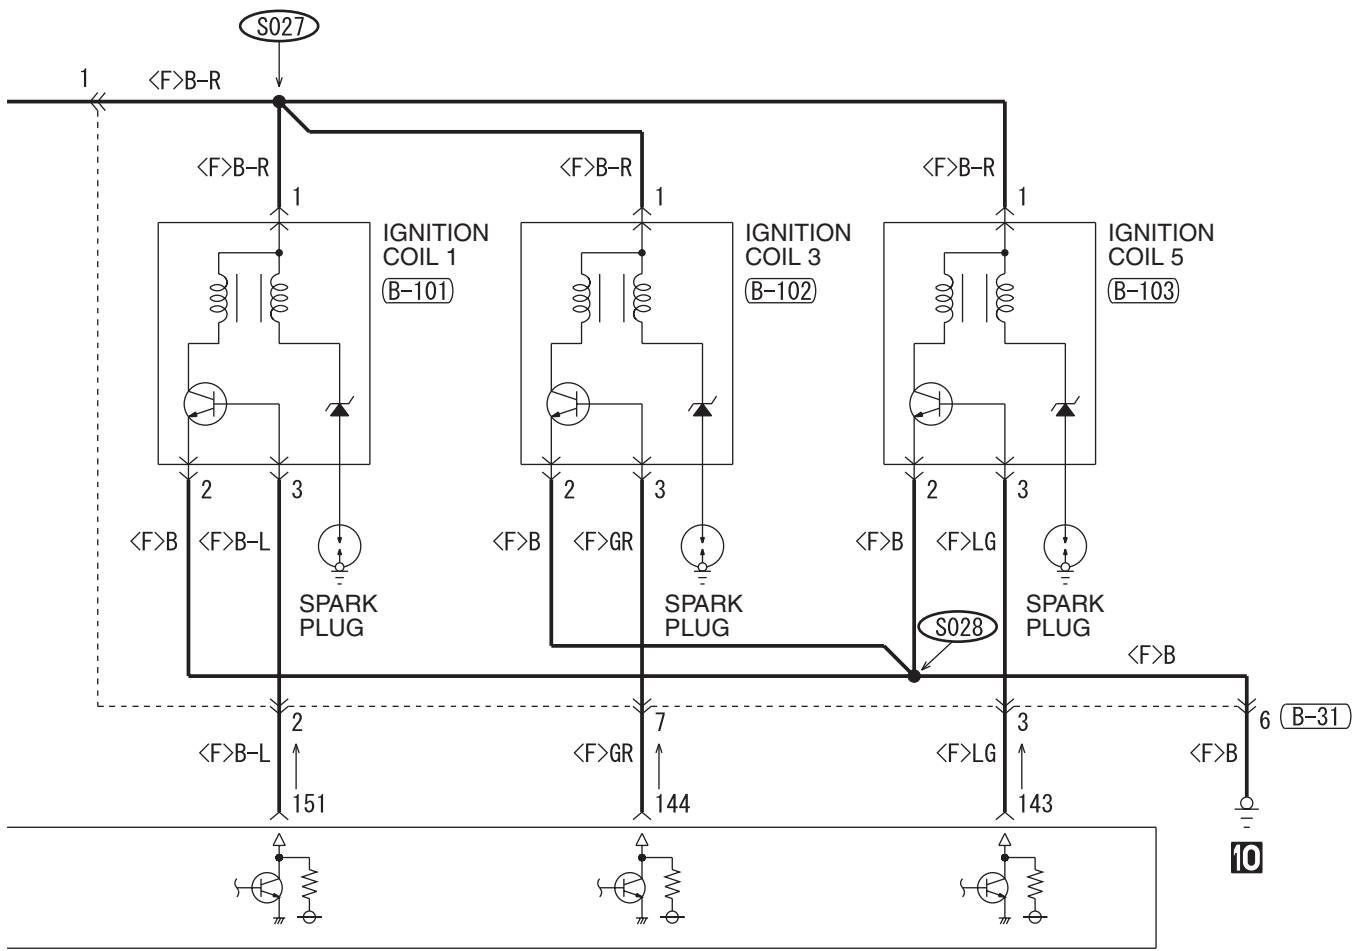 S027
1 <F>B-R
<F>B-R <F>B-R <F>B-R
1 1 1
IGNITION
COIL 1
B-101
IGNITION
COIL 3
B-102
IGNITION
COIL 5
B-103
2 3 2 3 2 3
<F>B <F>B-L <F>B <F>GR <F>B <F>LG
SPARK
PLUG
SPARK
PLUG
SPARK
PLUG
S028
<F>B
2 7 3 6 B-31
<F>B-L <F>GR <F>LG <F>B
151 144 143
10